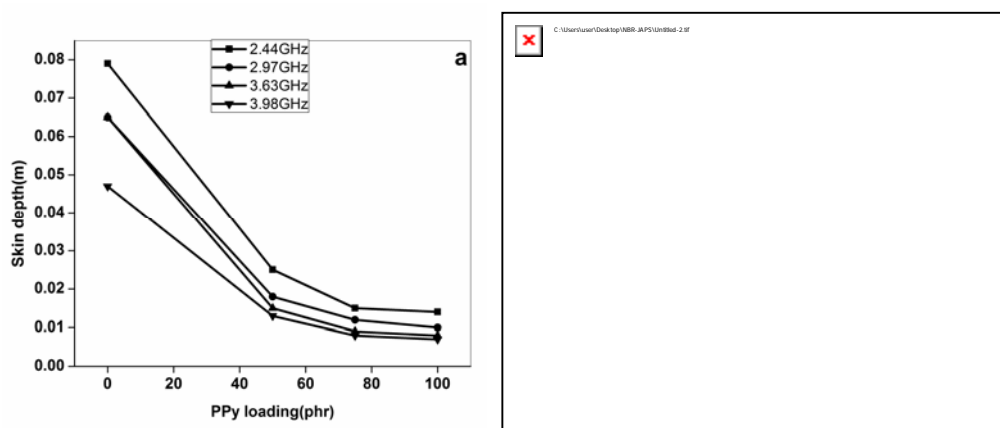 a
2.44GHz
2.97GHz
3.63GHz
3.98GHz
0.08
0.07
0.06
0.05
0.04
0.03
0.02
0.01
0.00
Skin depth(m)
0 20 40 60 80 100
PPy loading(phr)
C:\Users\user\Desktop\NBR-JAPS\Untitled-2.tif